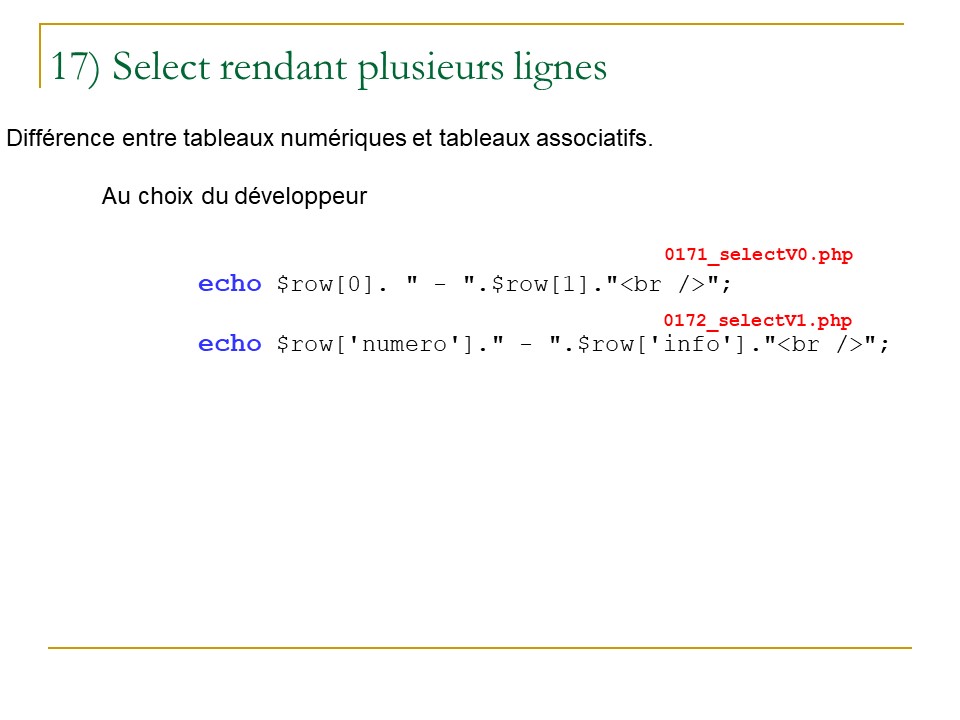 17) Select rendant plusieurs lignes
Différence entre tableaux numériques et tableaux associatifs.
Au choix du développeur
0171_selectV0.php
echo $row[0]. " - ".$row[1]."<br />";
0172_selectV1.php
echo $row['numero']." - ".$row['info']."<br />";